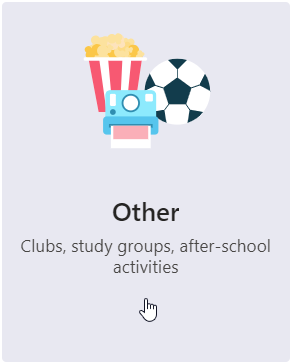 Other
Clubs, study groups, after-school
activities